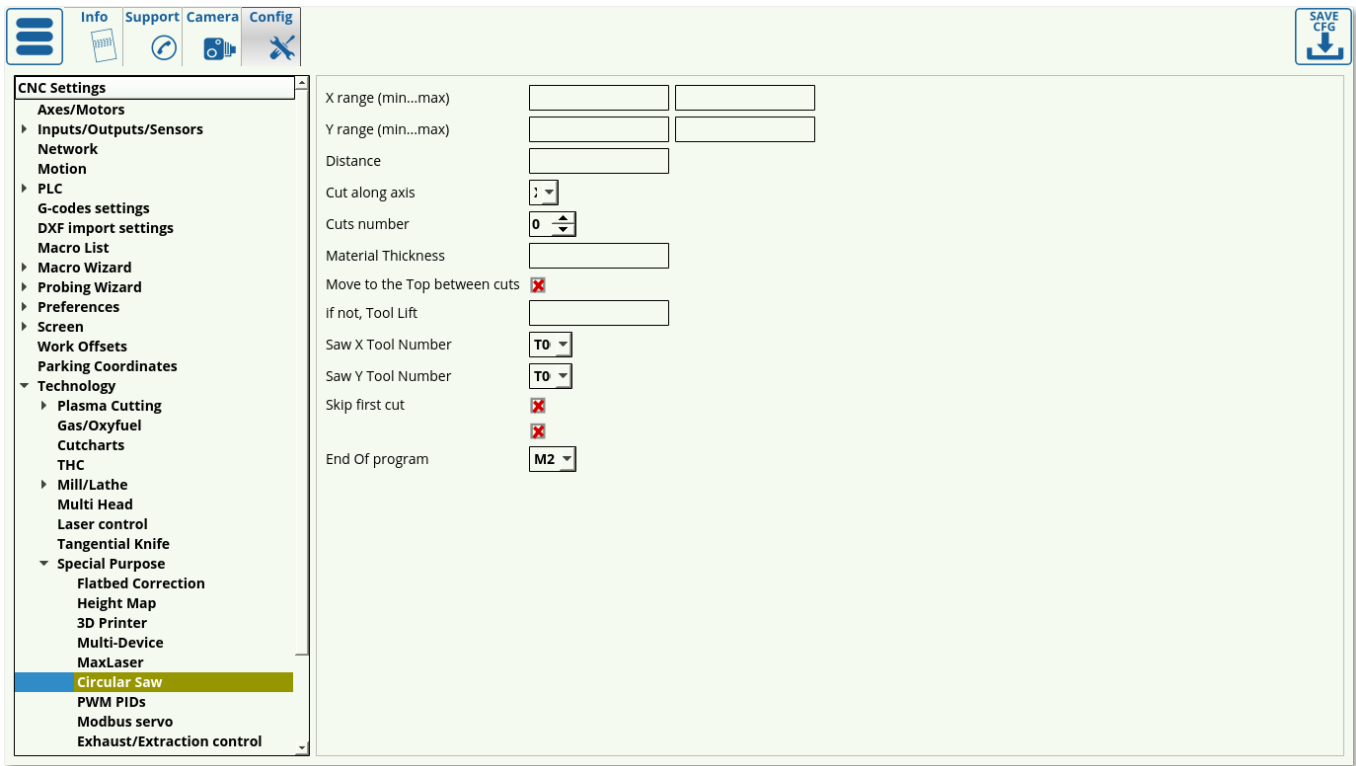 Info
Support
Camera
Config
SAVE
CFG
CNC Settings
Axes/Motors
Inputs/Outputs/Sensors
Network
Motion
PLC
G-codes settings
DXF import settings
Macro List
Macro Wizard
Probing Wizard
Preferences
Screen
Work Offsets
Parking Coordinates
Technology
Plasma Cutting
Gas/Oxyfuel
Cutcharts
THC
Mill/Lathe
Multi Head
Laser control
Tangential Knife
Special Purpose
Flatbed Correction
Height Map
3D Printer
Multi-Device
MaxLaser
Circular Saw
PWM PIDs
Modbus servo
Exhaust/Extraction control
X range (min...max)
Y range (min...max)
Distance
Cut along axis
Cuts number 0
Material Thickness
Move to the Top between cuts
if not, Tool Lift
Saw X Tool Number T0
Saw Y Tool Number T0
Skip first cut
End Of program M2